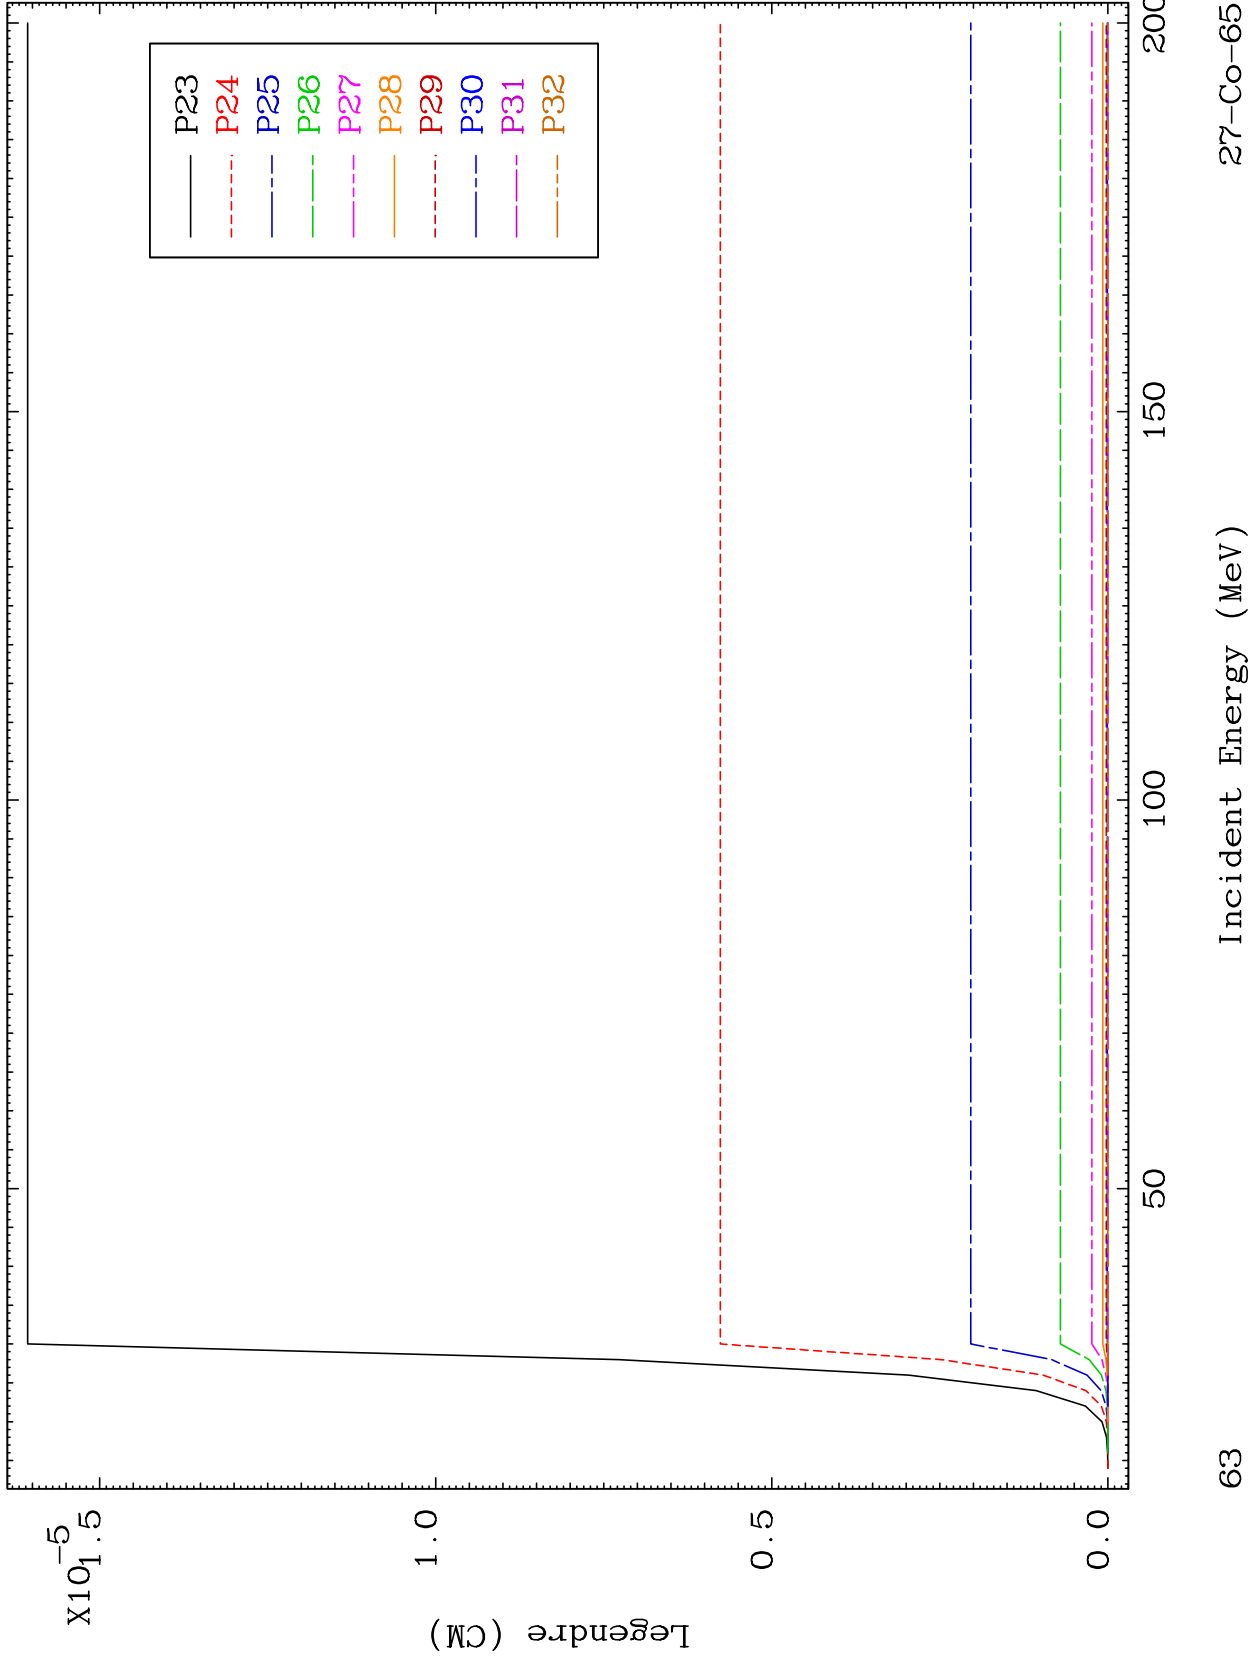 X10-5
1.5
1.0
0.5
0.0
Legendre (CM)
P23
P24
P25
P26
P27
P28
P29
P30
P31
P32
50
100
150
200
Incident Energy (MeV)
63
27-Co-65